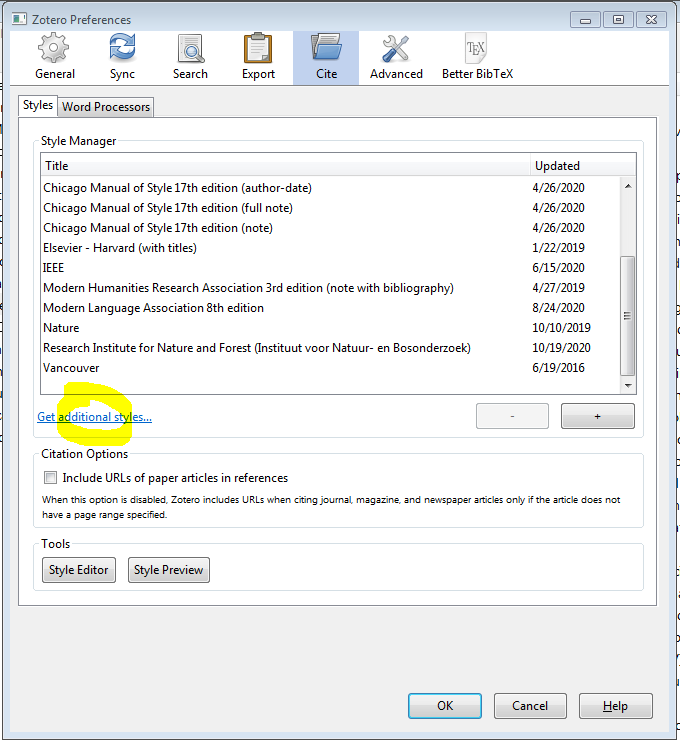 Zotero Preferences
General
Sync
Search
Export
Cite
Advanced
Better BibTeX
TEX
Styles
Word Processors
Style Manager
Title
Updated
Chicago Manual of Style 17th edition (author-date)
4/26/2020
Chicago Manual of Style 17th edition (full note)
4/26/2020
Chicago Manual of Style 17th edition (note)
4/26/2020
Elsevier - Harvard (with titles)
1/22/2019
IEEE
6/15/2020
Modern Humanities Research Association 3rd edition (note with bibliography)
4/27/2019
Modern Language Association 8th edition
8/24/2020
Nature
10/10/2019
Research Institute for Nature and Forest (Instituut voor Natuur- en Bosonderzoek)
10/19/2020
Vancouver
6/19/2016
Get additional styles...
-
+
Citation Options
Include URLs of paper articles in references
When this option is disabled, Zotero includes URLs when citing journal, magazine, and newspaper articles only if the article does not
have a page range specified.
Tools
Style Editor
Style Preview
OK
Cancel
Help